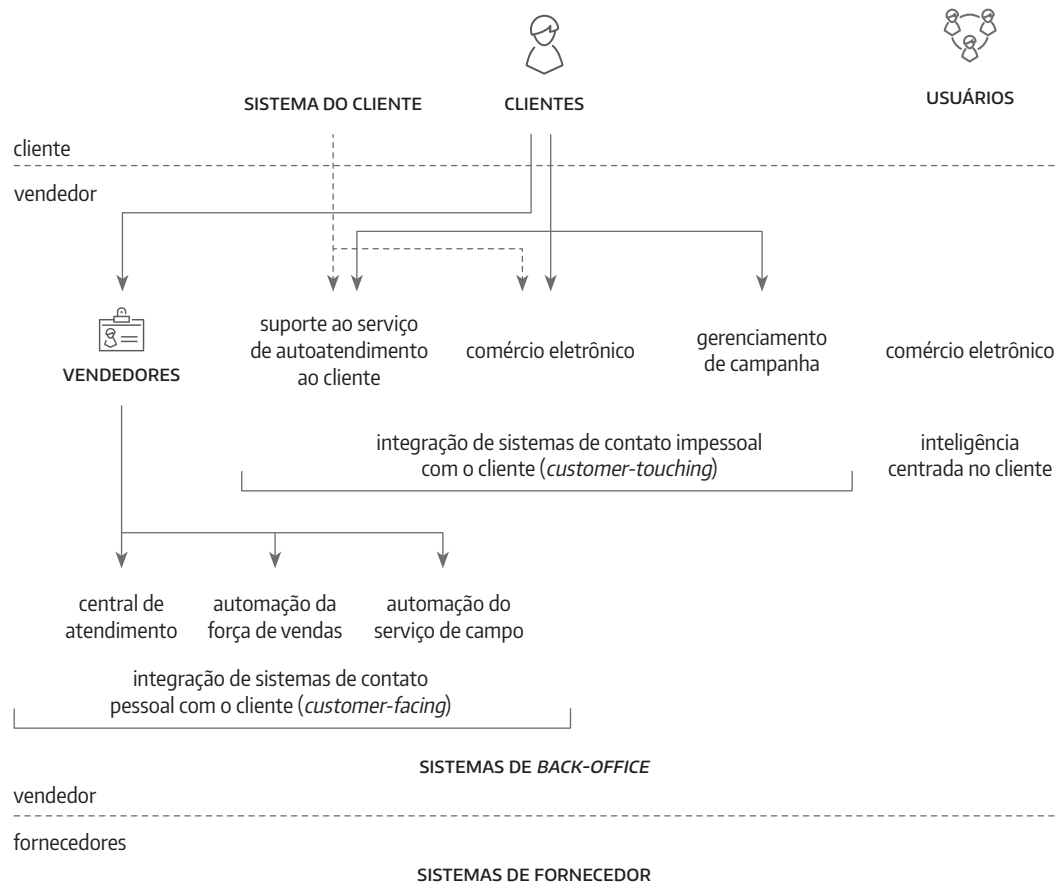 SISTEMA DO CLIENTE
CLIENTES
USUÁRIOS
cliente
vendedor
VENDEDORES
suporte ao serviço
de autoatendimento
ao cliente
comércio eletrônico
gerenciamento
de campanha
comércio eletrônico
integração de sistemas de contato impessoal
com o cliente (customer-touching)
inteligência
centrada no cliente
central de
atendimento
automação da
força de vendas
automação do
serviço de campo
integração de sistemas de contato
pessoal com o cliente (customer-facing)
SISTEMAS DE BACK-OFFICE
vendedor
fornecedores
SISTEMAS DE FORNECEDOR